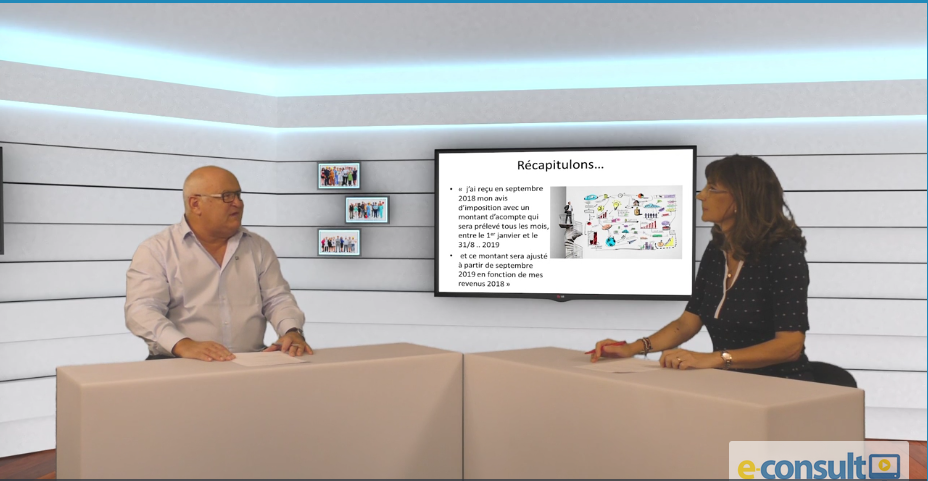 Récapitulons...
• « j'ai reçu en septembre
2018 mon avis
d'imposition avec un
montant d'acompte qui
sera prélevé tous les mois,
entre le 1er janvier et le
31/8 .. 2019
• et ce montant sera ajusté
à partir de septembre
2019 en fonction de mes
revenus 2018 »
e-consult